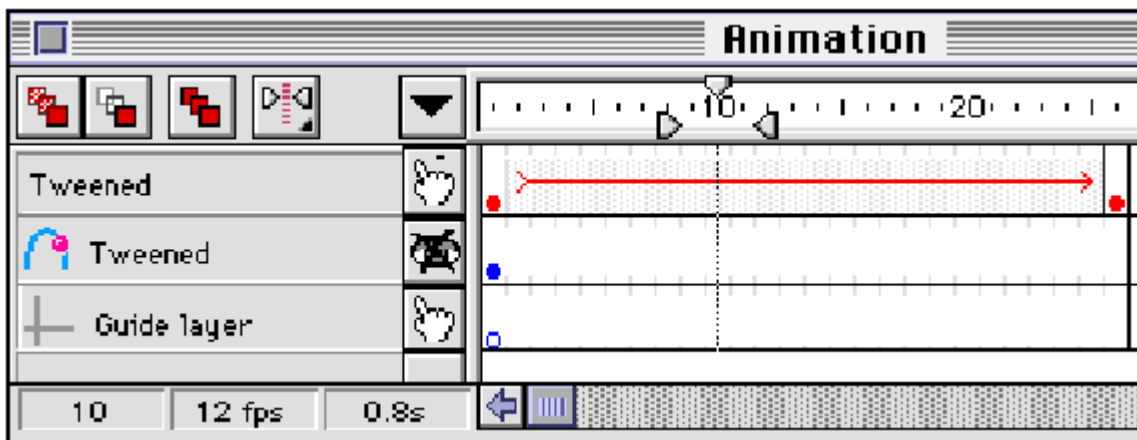 Animation
10 20
Tweened
Tweened
Guide layer
10 12 fps 0.8s